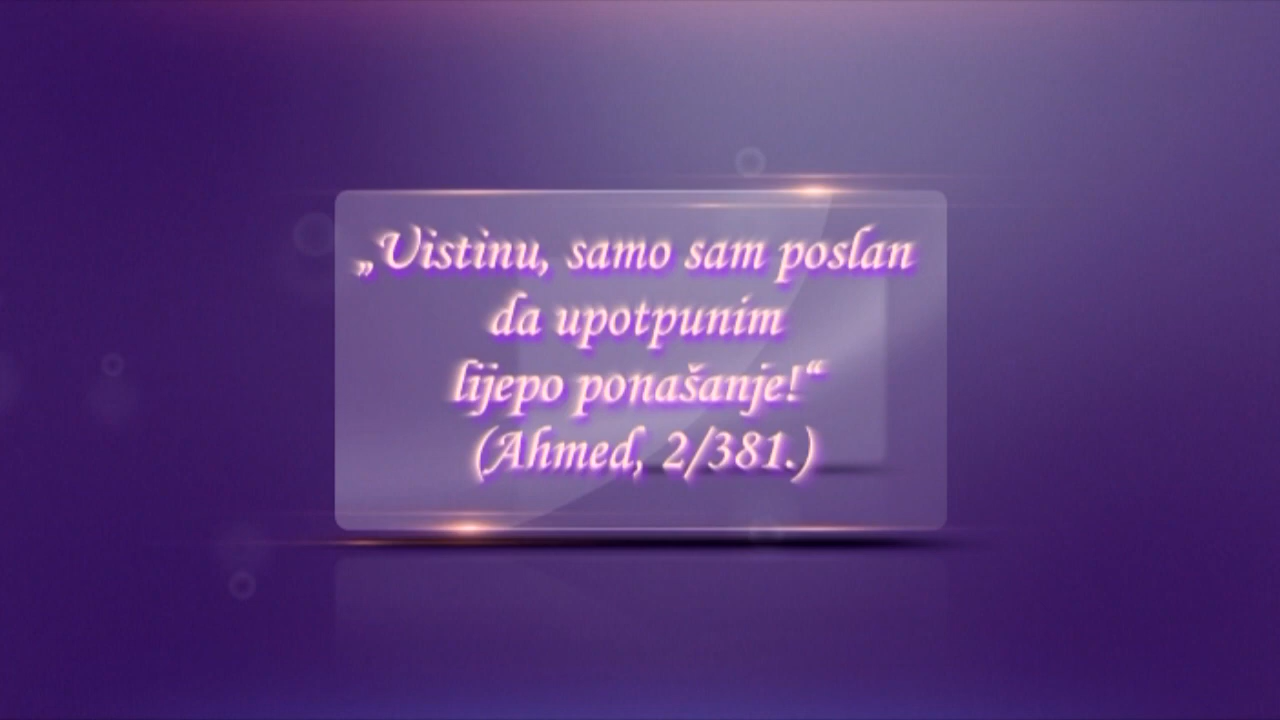 „Uistinu, samo sam poslan
da upotpunim
lijepo ponašanje!“
(Ahmed, 2/381.)